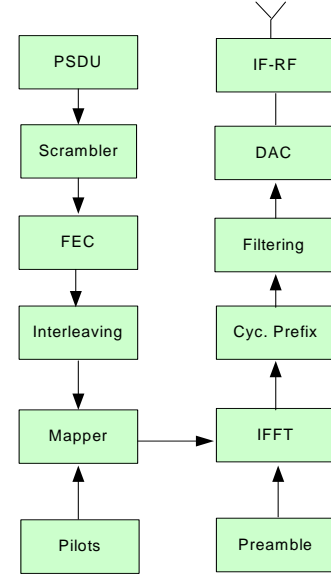 PSDU
Scrambler
FEC
Interleaving
Mapper
Pilots
IF-RF
DAC
Filtering
Cyc. Prefix
IFFT
Preamble